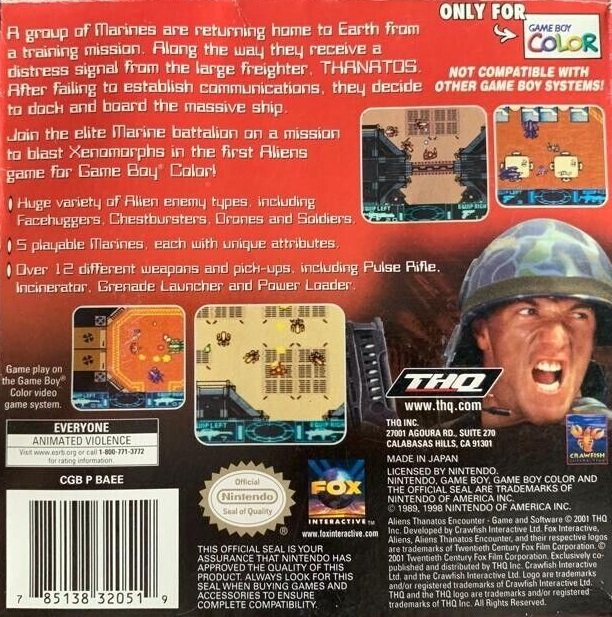 A group of Marines are returning home to Earth from
a training mission. Along the way they receive a
distress signal from the large freighter, THANATOS.
After failing to establish communications, they decide
to dock and board the massive ship.
Join the elite Marine battalion on a mission
to blast Xenomorphs in the first Aliens
game for Game Boy® Color!
Huge variety of Alien enemy types, including
Facehuggers, Chestbursters, Drones and Soldiers.
5 playable Marines, each with unique attributes.
Over 12 different weapons and pick-ups, including Pulse Rifle,
Incinerator, Grenade Launcher and Power Loader.
ONLY FOR
GAME BOY
COLOR
NOT COMPATIBLE WITH
OTHER GAME BOY SYSTEMS!
Game play on
the Game Boy®
Color video
game system.
EVERYONE
ANIMATED VIOLENCE
Visit www.esrb.org or call 1-800-771-3772
for rating information.
CGB P BAEE
7 85138 32051 9
Official
Nintendo
Seal of Quality
®
THIS OFFICIAL SEAL IS YOUR
ASSURANCE THAT NINTENDO HAS
APPROVED THE QUALITY OF THIS
PRODUCT. ALWAYS LOOK FOR THIS
SEAL WHEN BUYING GAMES AND
ACCESSORIES TO ENSURE
COMPLETE COMPATIBILITY.
FOX
INTERACTIVE™
www.foxinteractive.com
THQ
www.thq.com
THQ INC.
27001 AGOURA RD., SUITE 270
CALABASAS HILLS, CA 91301
MADE IN JAPAN
CRAWFISH
LICENSED BY NINTENDO.
NINTENDO, GAME BOY, GAME BOY COLOR AND
THE OFFICIAL SEAL ARE TRADEMARKS OF
NINTENDO OF AMERICA INC.
© 1989, 1998 NINTENDO OF AMERICA INC.
Aliens Thanatos Encounter - Game and Software © 2001 THQ
Inc. Developed by Crawfish Interactive Ltd. Fox Interactive,
Aliens, Aliens Thanatos Encounter, and their respective logos
are trademarks of Twentieth Century Fox Film Corporation. ©
2001 Twentieth Century Fox Film Corporation. Exclusively co-
published and distributed by THQ Inc. Crawfish Interactive
Ltd. and the Crawfish Interactive Ltd. Logo are trademarks
and/or registered trademarks of Crawfish Interactive Ltd.
THQ and the THQ logo are trademarks and/or registered
trademarks of THQ Inc. All Rights Reserved.